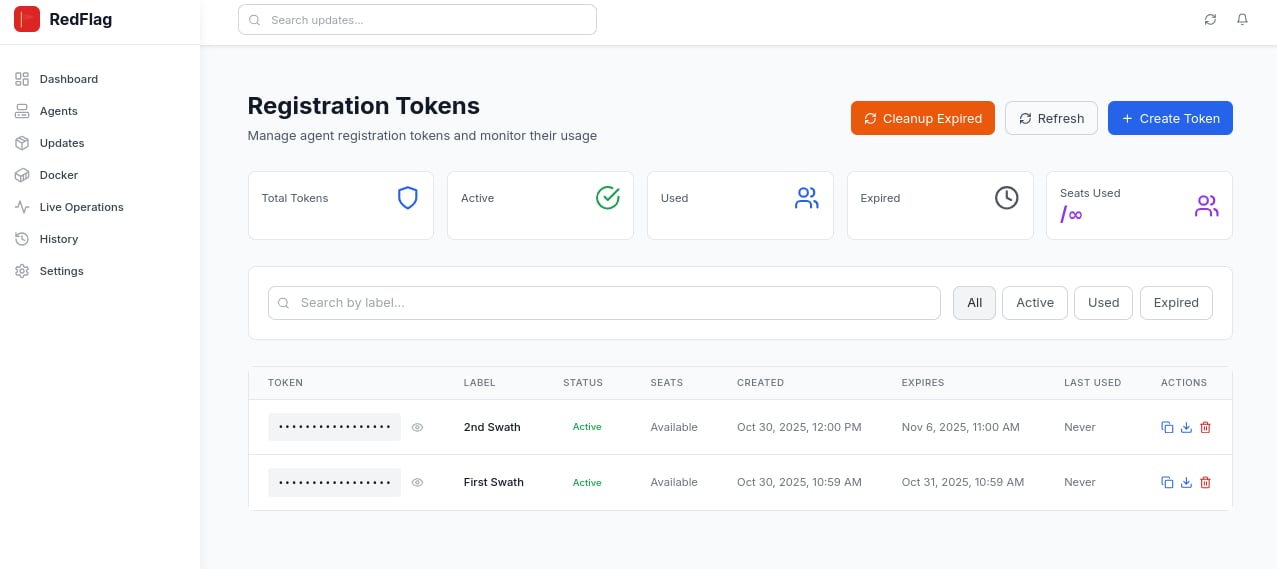 RedFlag
Search updates...
Dashboard
Agents
Updates
Docker
Live Operations
History
Settings
Registration Tokens
Manage agent registration tokens and monitor their usage
Cleanup Expired
Refresh
Create Token
Total Tokens
Active
Used
Expired
Seats Used
/∞
Search by label...
All Active Used Expired
TOKEN LABEL STATUS SEATS CREATED EXPIRES LAST USED ACTIONS
••••••••••••••••• 2nd Swath Active Available Oct 30, 2025, 12:00 PM Nov 6, 2025, 11:00 AM Never
••••••••••••••••• First Swath Active Available Oct 30, 2025, 10:59 AM Oct 31, 2025, 10:59 AM Never